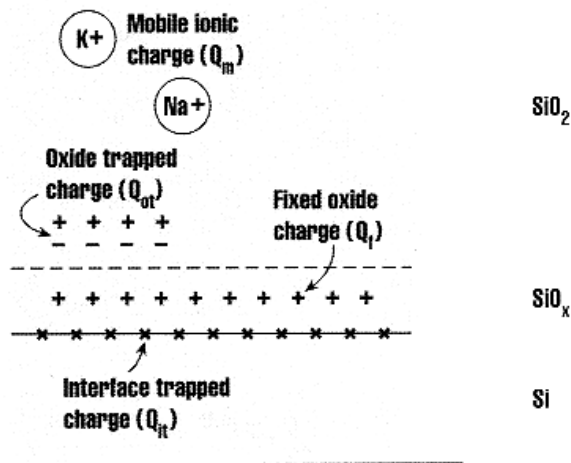 K+
Mobile ionic
charge (Qm)
Na+
SiO2
Oxide trapped
charge (Qot)
+ + + +
– – – –
Fixed oxide
charge (Qf)
+ + + + + + + + + +
SiOx
x x x x x x x x x x x
Interface trapped
charge (Qit)
Si